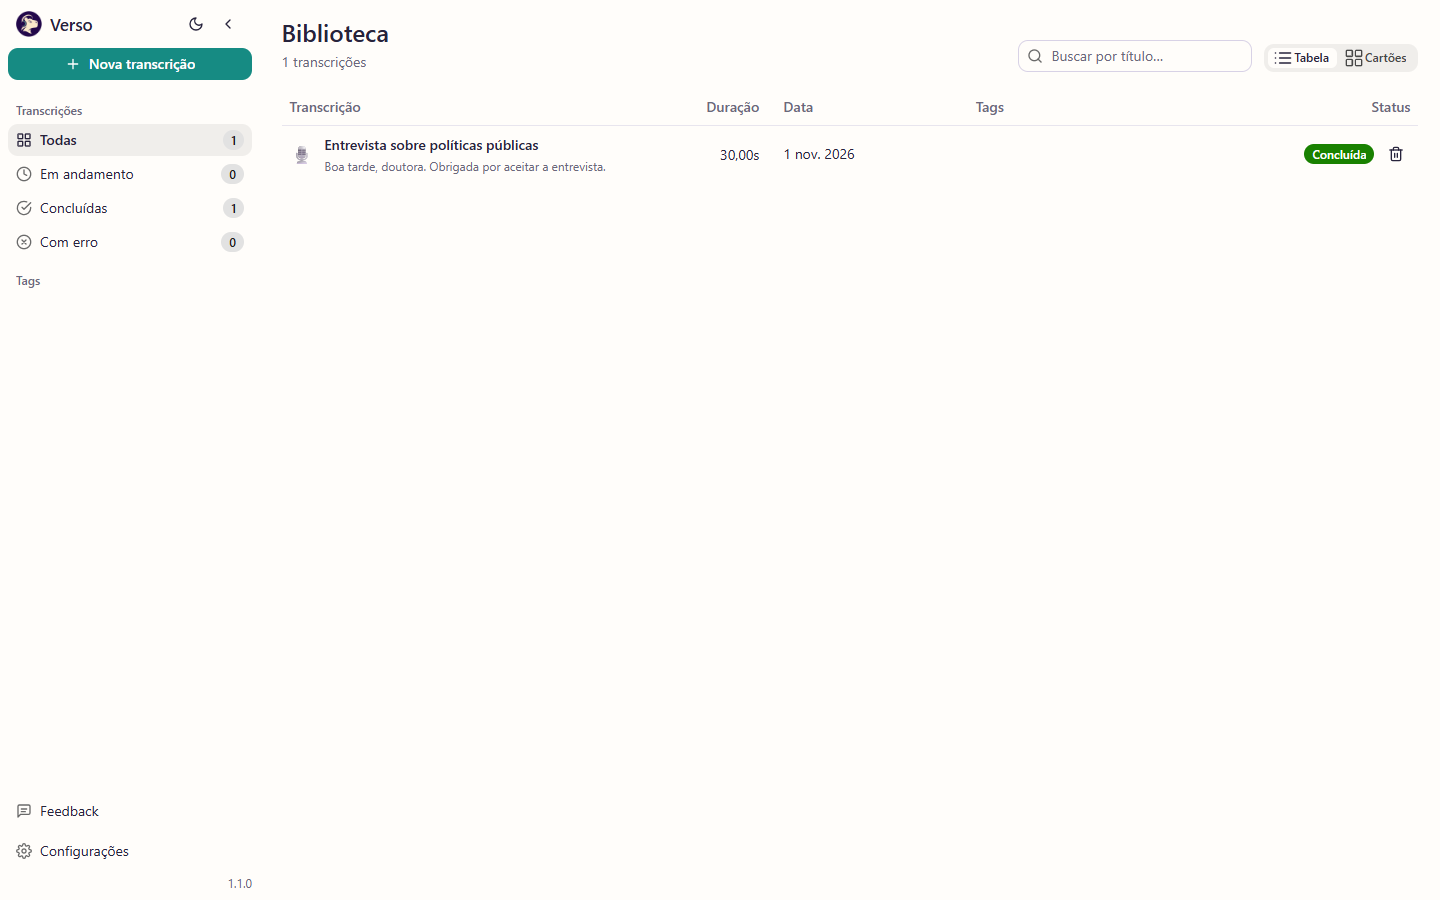 Verso
Nova transcrição
Transcrições
Todas 1
Em andamento 0
Concluídas 1
Com erro 0
Tags
Feedback
Configurações
1.1.0
Biblioteca
1 transcrições
Buscar por título...
Tabela
Cartões
Transcrição Duração Data Tags Status
Entrevista sobre políticas públicas 30,00s 1 nov. 2026 Concluída
Boa tarde, doutora. Obrigada por aceitar a entrevista.